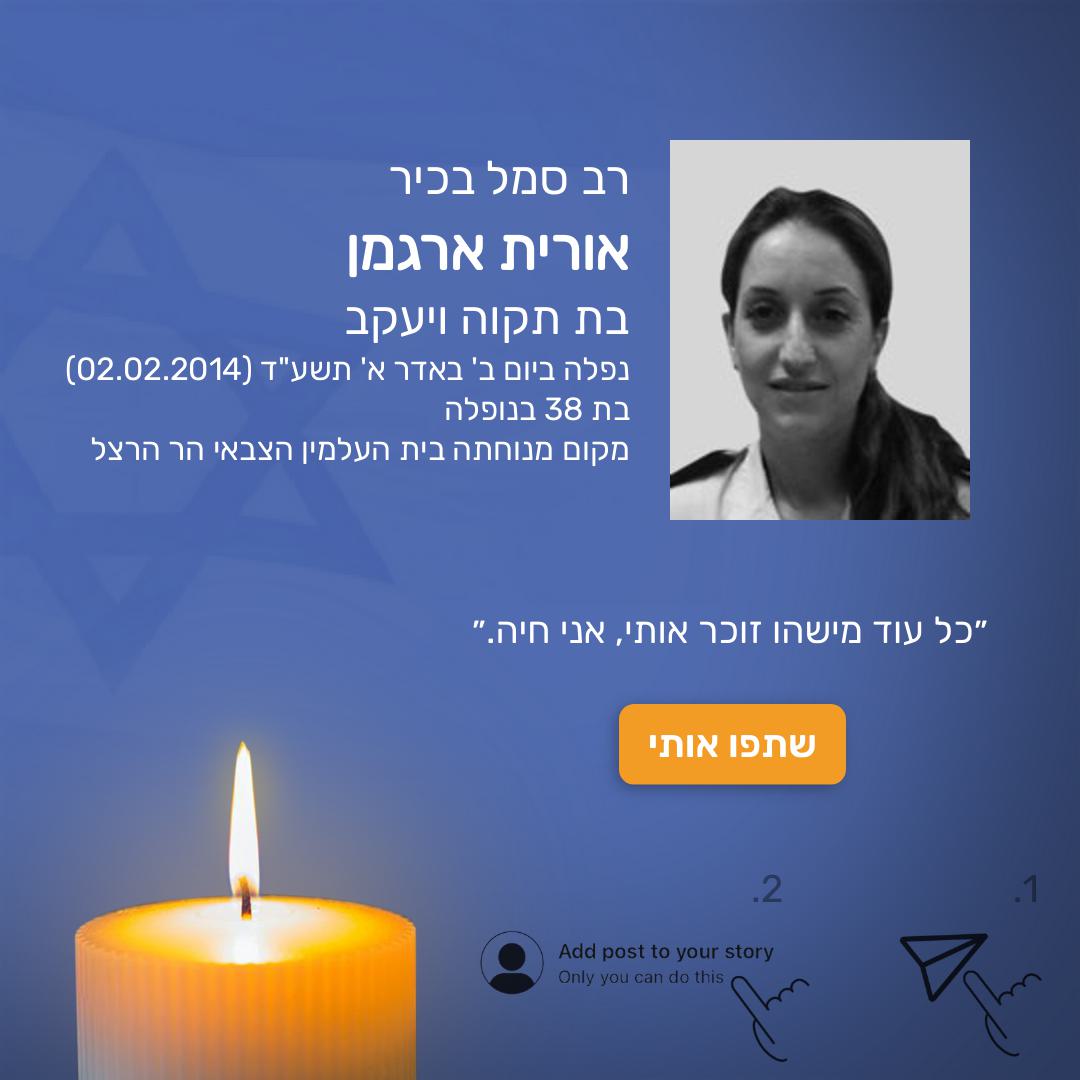 רב סמל בכיר
אורית ארגמן
בת תקוה ויעקב
נפלה ביום ב' באדר א' תשע"ד (02.02.2014)
בת 38 בנופלה
מקום מנוחתה בית העלמין הצבאי הר הרצל
"כל עוד מישהו זוכר אותי, אני חיה."
שתפו אותי
1.
2.
Add post to your story
Only you can do this